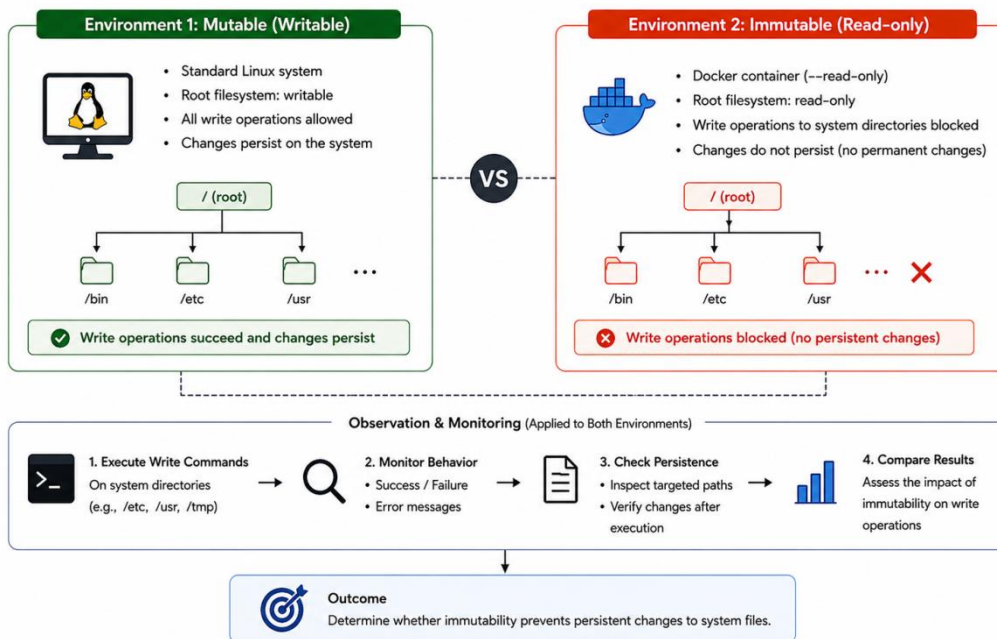 Environment 1: Mutable (Writable)
• Standard Linux system
• Root filesystem: writable
• All write operations allowed
• Changes persist on the system
/ (root)
/bin
/etc
/usr
...
Write operations succeed and changes persist
VS
Environment 2: Immutable (Read-only)
• Docker container (--read-only)
• Root filesystem: read-only
• Write operations to system directories blocked
• Changes do not persist (no permanent changes)
/ (root)
/bin
/etc
/usr
...
Write operations blocked (no persistent changes)
Observation & Monitoring (Applied to Both Environments)
>_
1. Execute Write Commands
On system directories
(e.g., /etc, /usr, /tmp)
2. Monitor Behavior
• Success / Failure
• Error messages
3. Check Persistence
• Inspect targeted paths
• Verify changes after
execution
4. Compare Results
Assess the impact of
immutability on write
operations
Outcome
Determine whether immutability prevents persistent changes to system files.